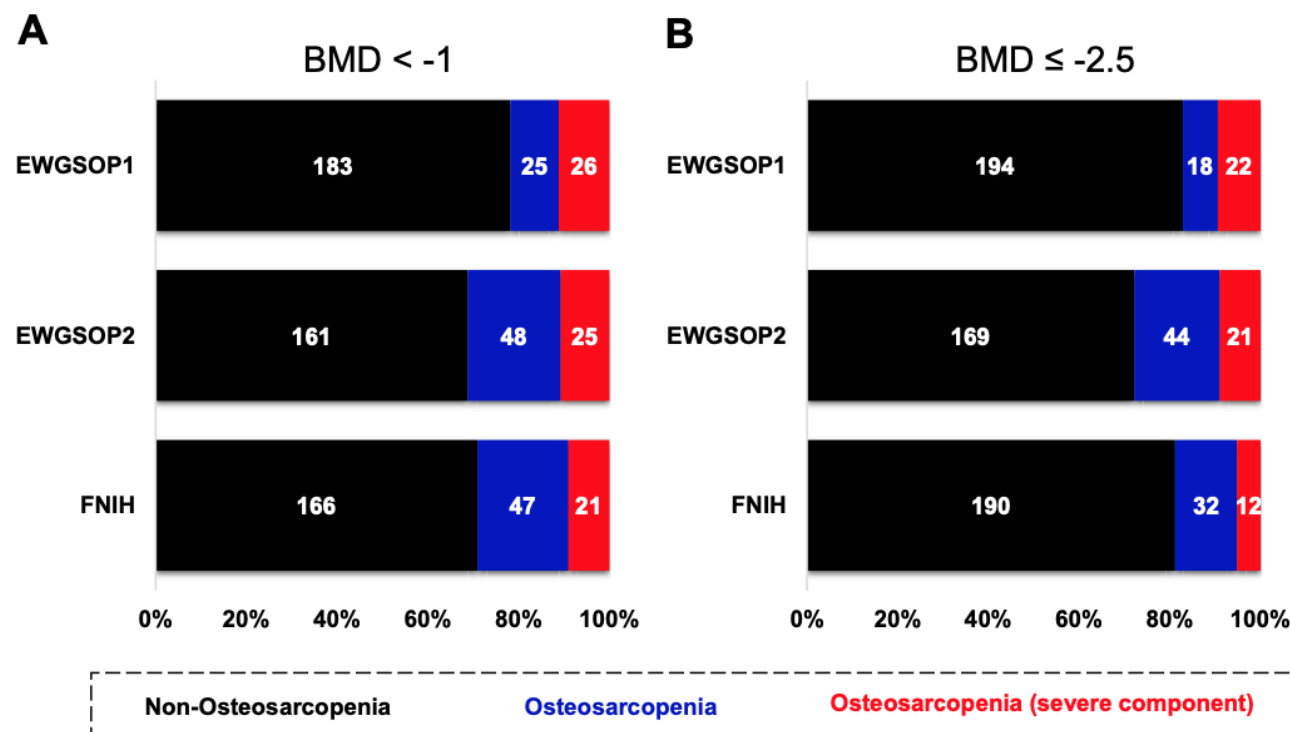 A
BMD < -1
EWGSOP1
183 25 26
EWGSOP2
161 48 25
FNIH
166 47 21
0% 20% 40% 60% 80% 100%
B
BMD ≤ -2.5
EWGSOP1
194 18 22
EWGSOP2
169 44 21
FNIH
190 32 12
0% 20% 40% 60% 80% 100%
Non-Osteosarcopenia Osteosarcopenia Osteosarcopenia (severe component)